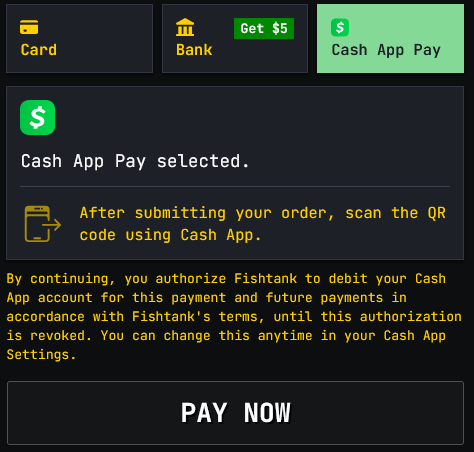 Card
Bank
Get $5
Cash App Pay
Cash App Pay selected.
After submitting your order, scan the QR
code using Cash App.
By continuing, you authorize Fishtank to debit your Cash
App account for this payment and future payments in
accordance with Fishtank's terms, until this authorization
is revoked. You can change this anytime in your Cash App
Settings.
PAY NOW